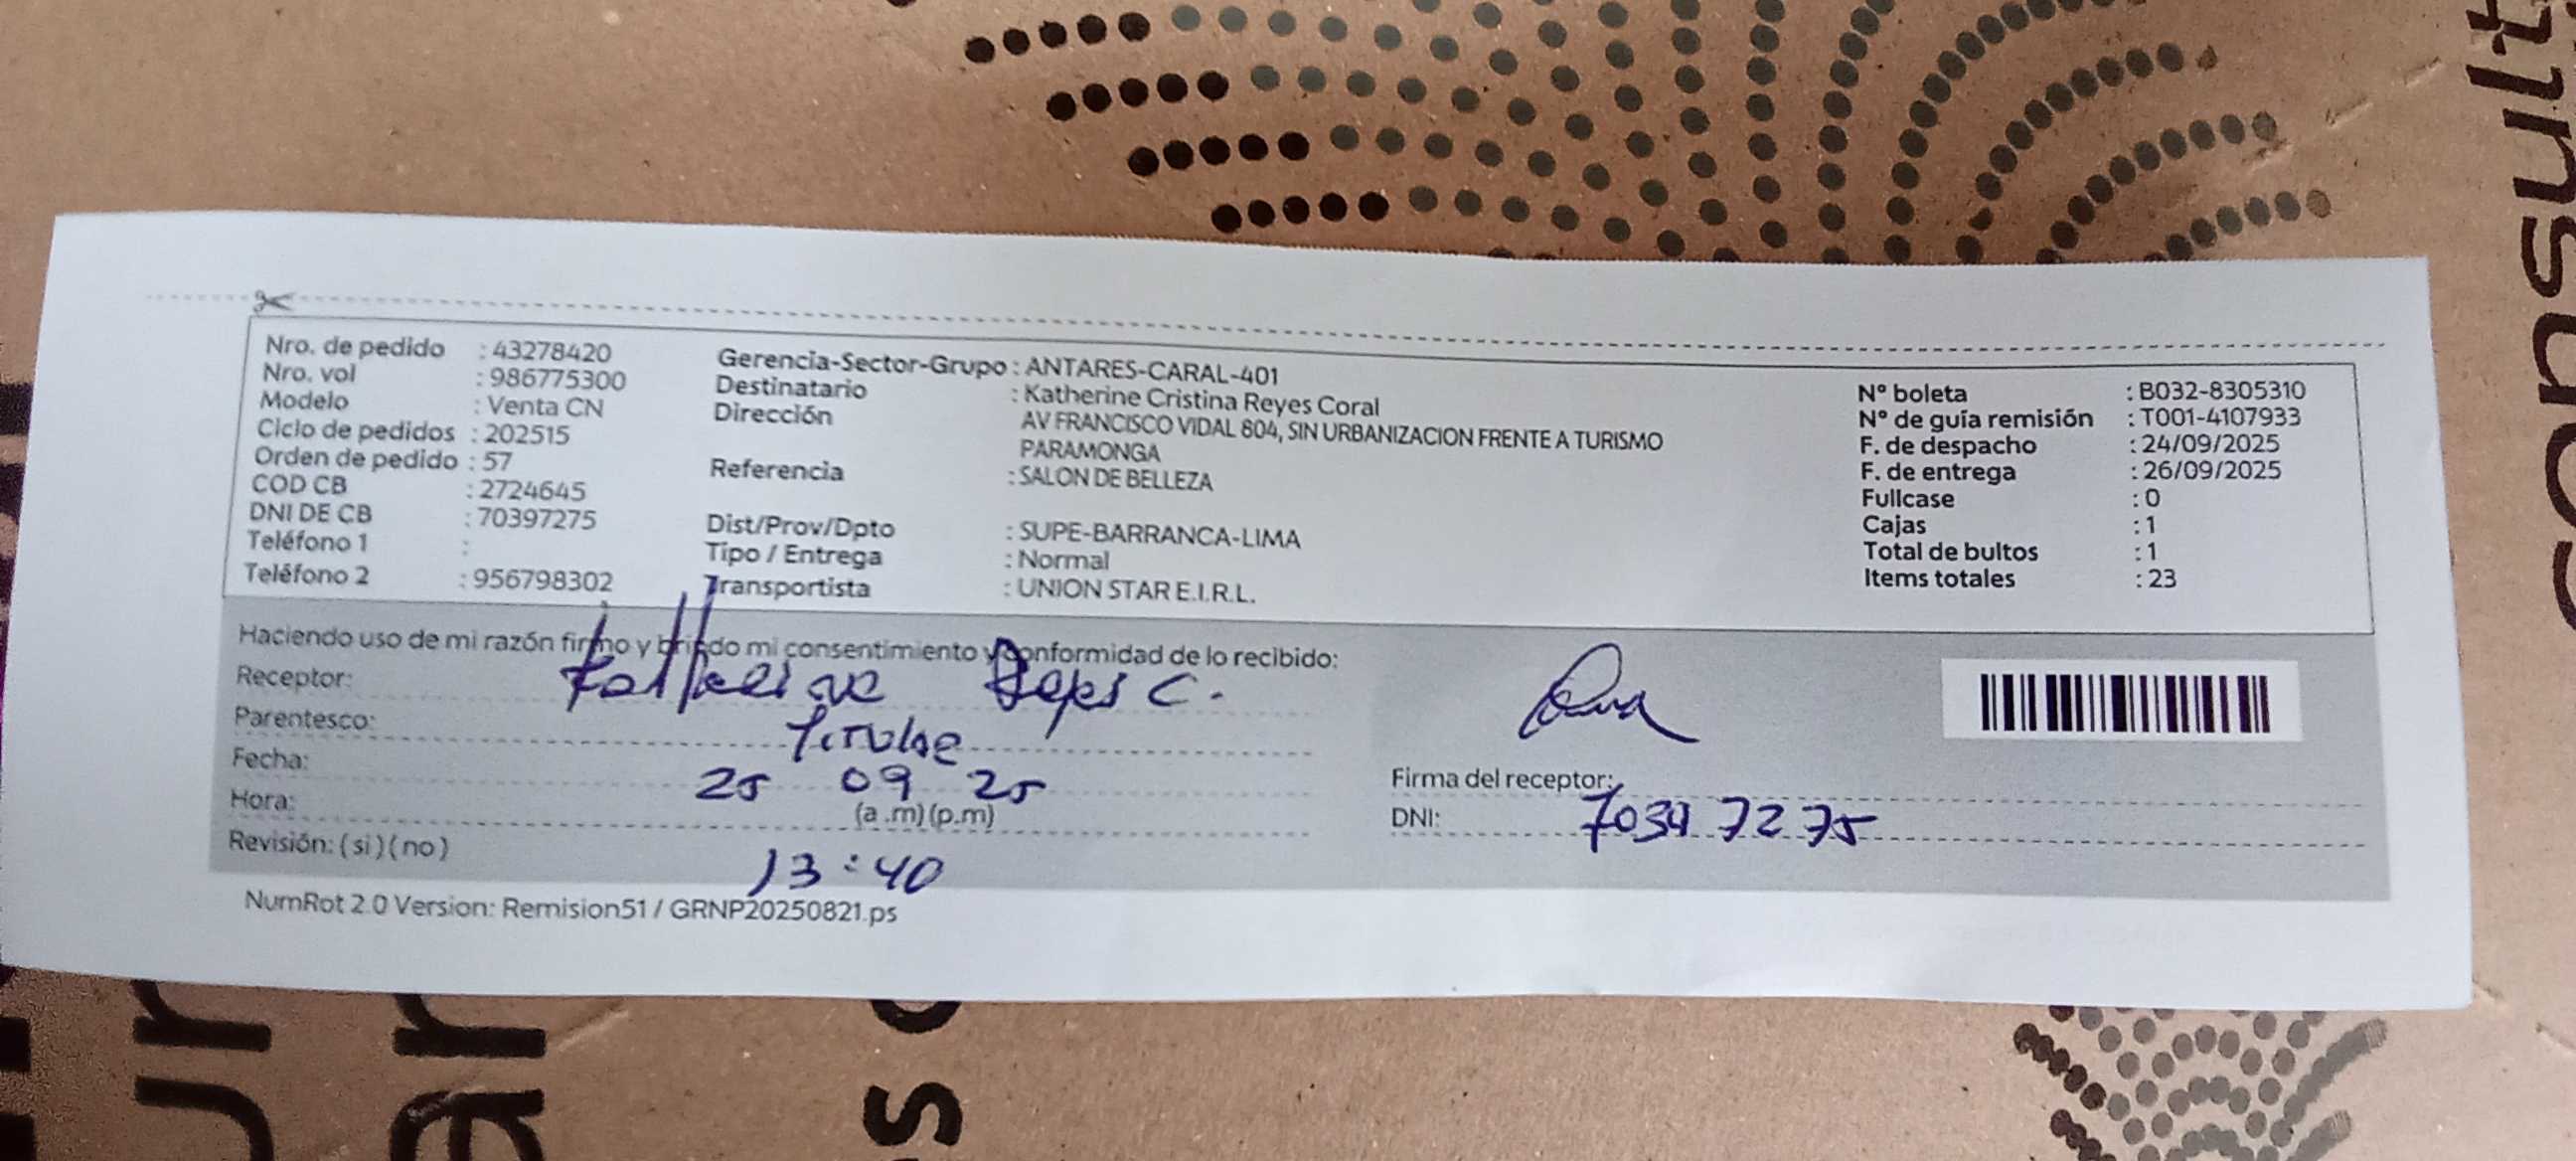 Nro. de pedido : 43278420
Nro. vol : 986775300
Modelo : Venta CN
Ciclo de pedidos : 202515
Orden de pedido : 57
COD CB : 2724645
DNI DE CB : 70397275
Teléfono 1 :
Teléfono 2 : 956798302
Gerencia-Sector-Grupo : ANTARES-CARAL-401
Destinatario : Katherine Cristina Reyes Coral
Dirección AV FRANCISCO VIDAL 804, SIN URBANIZACION FRENTE A TURISMO
PARAMONGA
Referencia : SALON DE BELLEZA
Dist/Prov/Dpto : SUPE-BARRANCA-LIMA
Tipo / Entrega : Normal
Transportista : UNION STAR E.I.R.L.
N° boleta : B032-8305310
N° de guía remisión : T001-4107933
F. de despacho : 24/09/2025
F. de entrega : 26/09/2025
Fullcase : 0
Cajas : 1
Total de bultos : 1
Items totales : 23
Haciendo uso de mi razón firmo y brindo mi consentimiento y conformidad de lo recibido:
Receptor: Katherine Reyes C.
Parentesco: Titular
Fecha: 25 09 25
Hora: (a .m) (p.m)
13:40
Revisión: ( si ) ( no )
Firma del receptor:
DNI: 70397275
NumRot 2.0 Version: Remision51 / GRNP20250821.ps